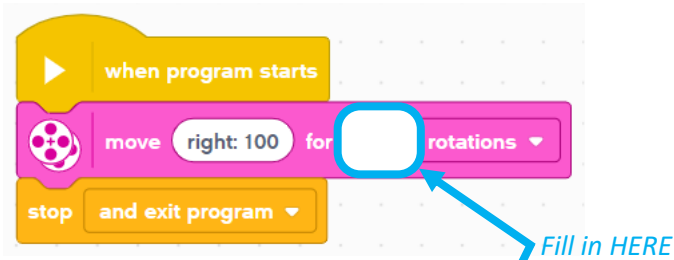 when program starts
move right: 100 for rotations
stop and exit program
Fill in HERE